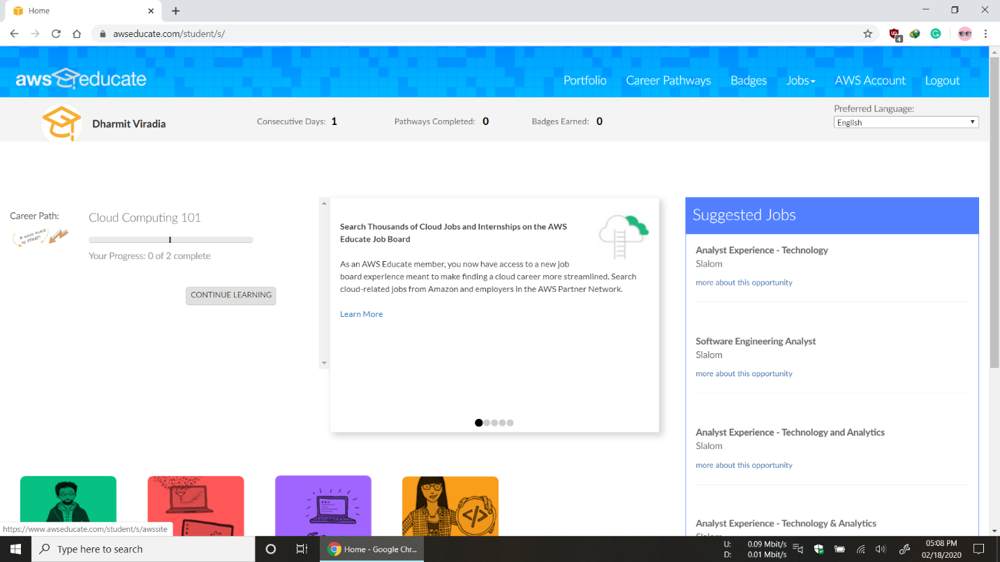 Home
awseducate.com/student/s/
4
aws educate
Portfolio Career Pathways Badges Jobs AWS Account Logout
Dharmit Viradia
Consecutive Days: 1
Pathways Completed: 0
Badges Earned: 0
Preferred Language:
English
Career Path:
A GOOD PLACE
TO START!
Cloud Computing 101
Your Progress: 0 of 2 complete
CONTINUE LEARNING
Search Thousands of Cloud Jobs and Internships on the AWS
Educate Job Board
As an AWS Educate member, you now have access to a new job
board experience meant to make finding a cloud career more streamlined. Search
cloud-related jobs from Amazon and employers in the AWS Partner Network.
Learn More
Suggested Jobs
Analyst Experience - Technology
Slalom
more about this opportunity
Software Engineering Analyst
Slalom
more about this opportunity
Analyst Experience - Technology and Analytics
Slalom
more about this opportunity
Analyst Experience - Technology & Analytics
Slalom
</>
https://www.awseducate.com/student/s/awssite
Type here to search
Home - Google Chr...
U: 0.09 Mbit/s
D: 0.01 Mbit/s
05:08 PM
02/18/2020